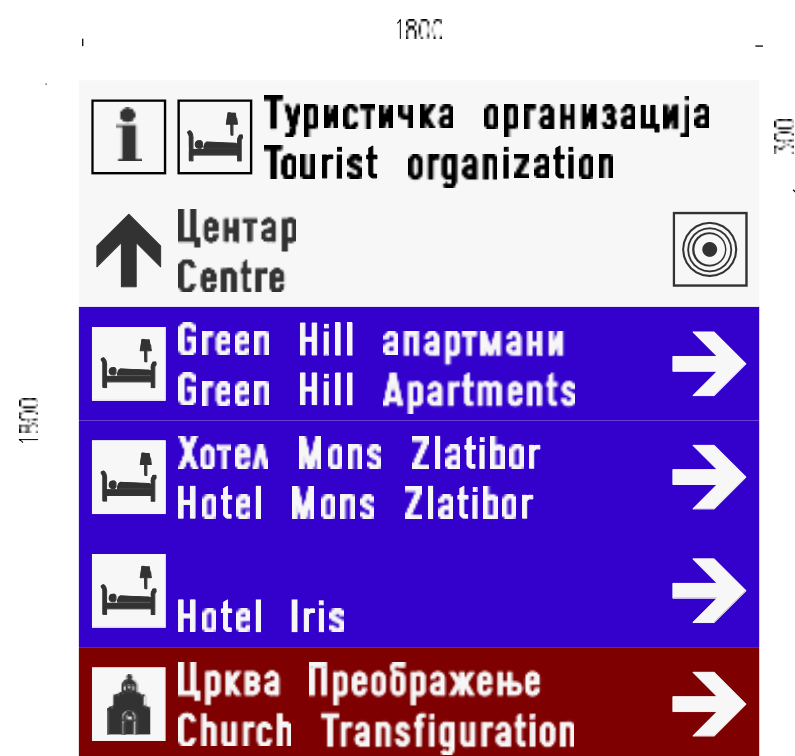 1800
Туристичка организација
Tourist organization
300
Центар
Centre
Green Hill апартмани
Green Hill Apartments
1800
Хотел Mons Zlatibor
Hotel Mons Zlatibor
Hotel Iris
Црква Преображење
Church Transfiguration